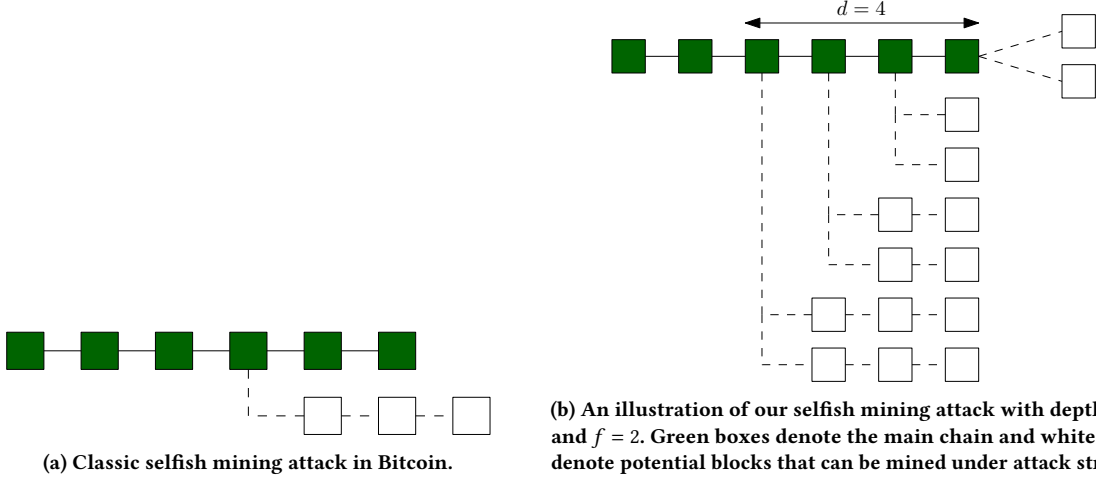 d = 4
(a) Classic selfish mining attack in Bitcoin.
(b) An illustration of our selfish mining attack with depth
and f = 2. Green boxes denote the main chain and white
denote potential blocks that can be mined under attack